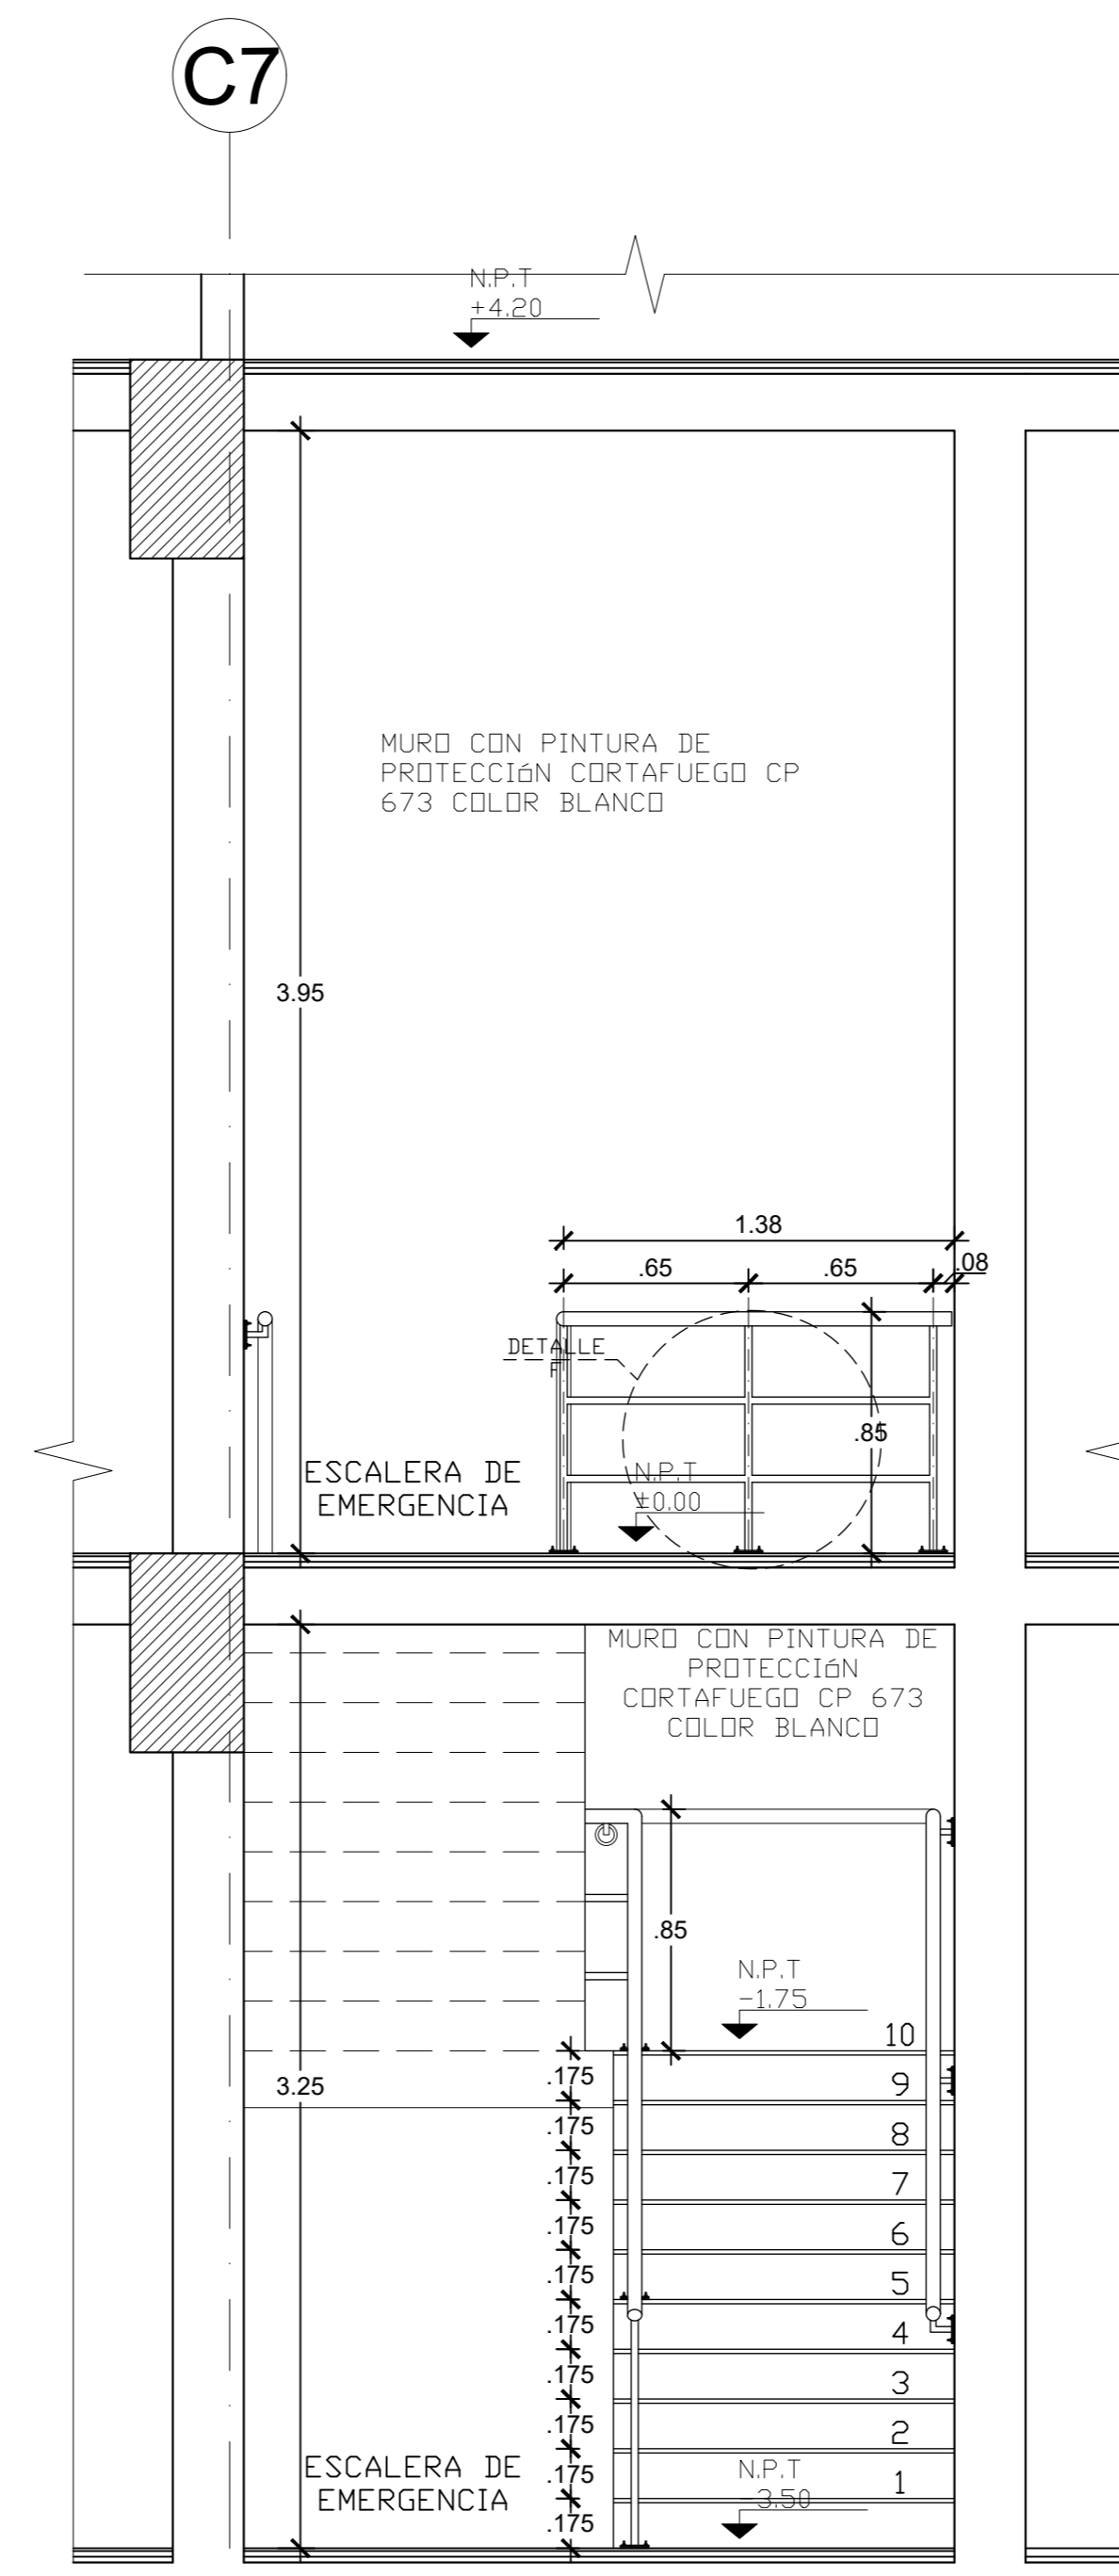 C7
N.P.T
+4.20
MURO CON PINTURA DE
PROTECCIóN CORTAFUEGO CP
673 COLOR BLANCO
3.95
1.38
.65
.65
.08
DETALLE
F
.85
ESCALERA DE
EMERGENCIA
N.P.T
±0.00
MURO CON PINTURA DE
PROTECCIóN
CORTAFUEGO CP 673
COLOR BLANCO
.85
N.P.T
-1.75
10
3.25
.175
9
.175
8
.175
7
.175
6
.175
5
.175
4
.175
3
.175
2
ESCALERA DE
EMERGENCIA
.175
N.P.T
-3.50
1
.175